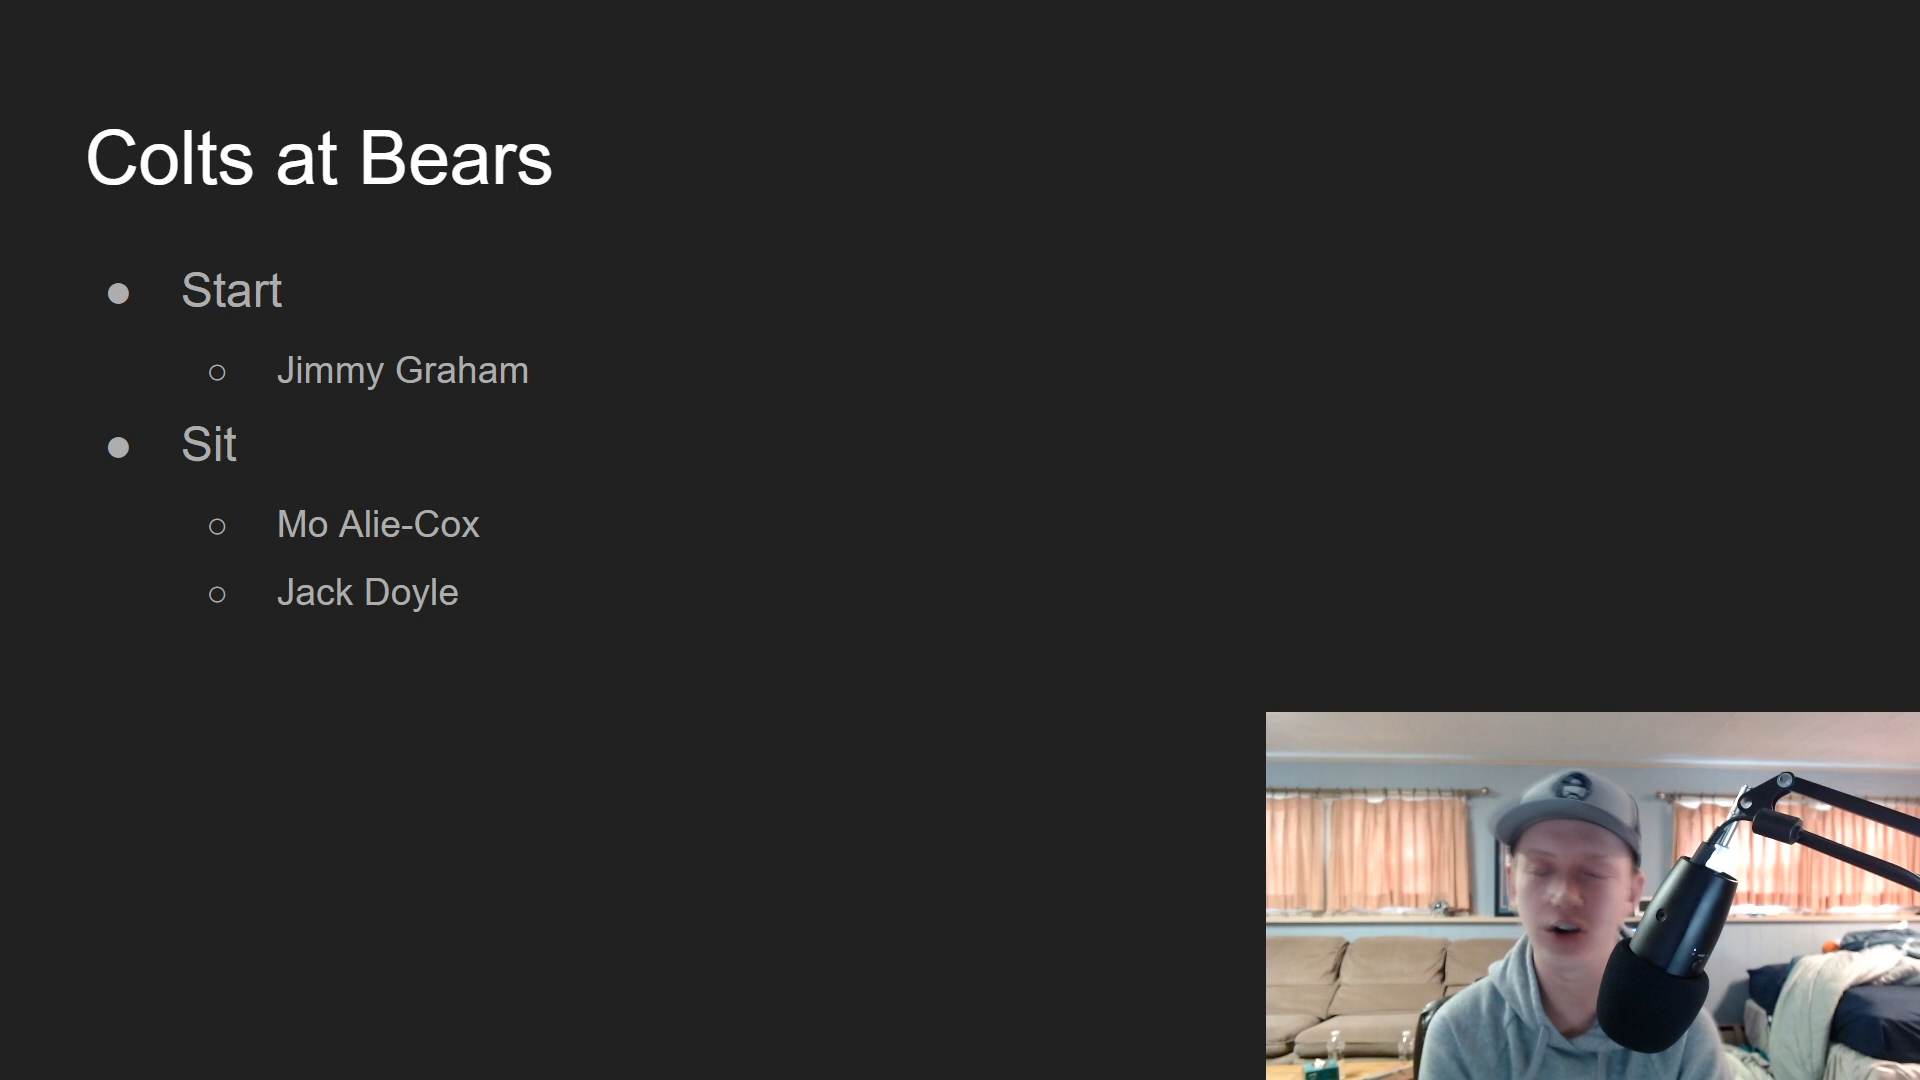 Colts at Bears
● Start
○ Jimmy Graham
● Sit
○ Mo Alie-Cox
○ Jack Doyle